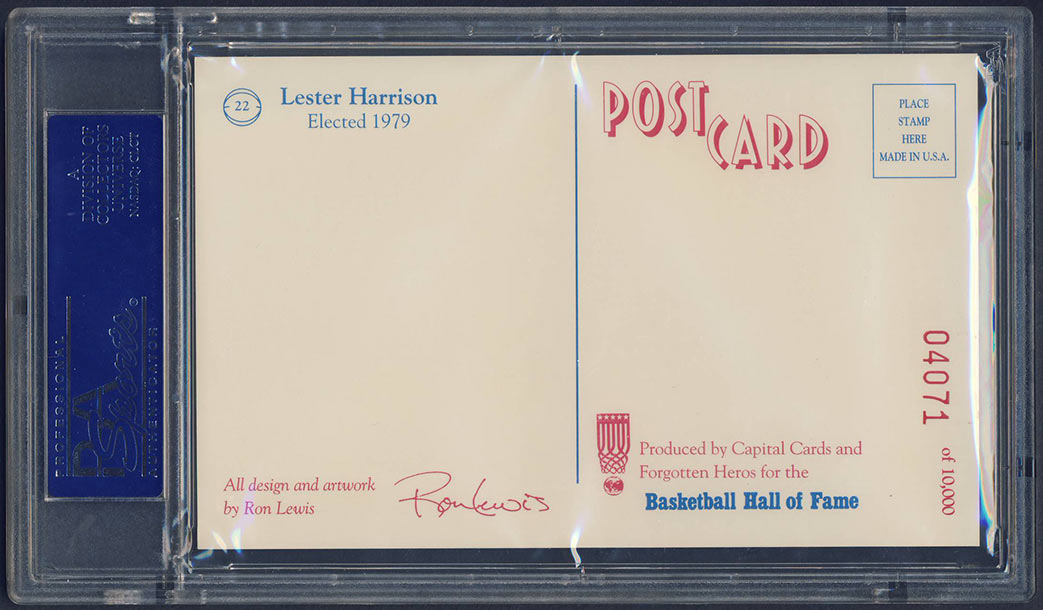 A
DIVISION OF
COLLECTORS
UNIVERSE
NASDAQ: CLCT
PROFESSIONAL
PSA
Sports
AUTHENTICATOR
22
Lester Harrison
Elected 1979
All design and artwork
by Ron Lewis
Ron Lewis
POST
CARD
PLACE
STAMP
HERE
MADE IN U.S.A.
04071
of 10,000
Produced by Capital Cards and
Forgotten Heros for the
Basketball Hall of Fame